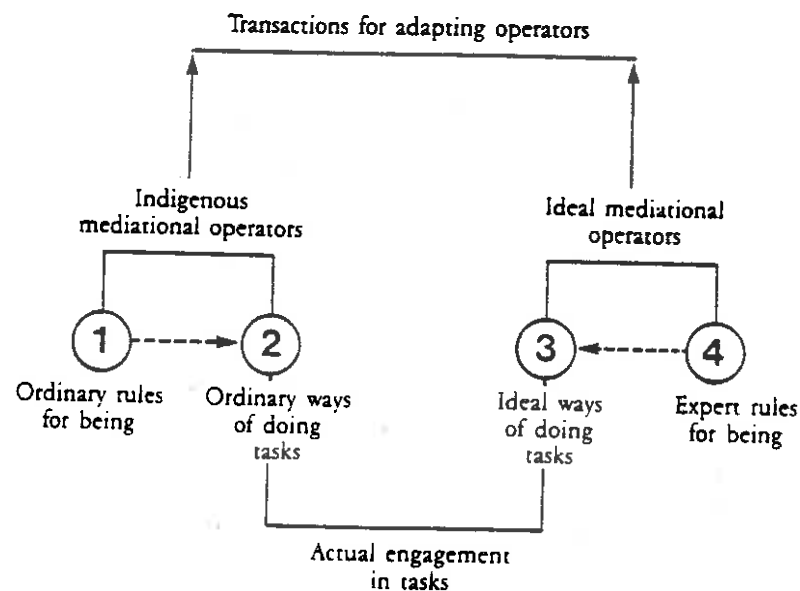 Transactions for adapting operators
Indigenous
mediational operators
Ideal mediational
operators
1
2
3
4
Ordinary rules
for being
Ordinary ways
of doing
tasks
Ideal ways
of doing
tasks
Expert rules
for being
Actual engagement
in tasks